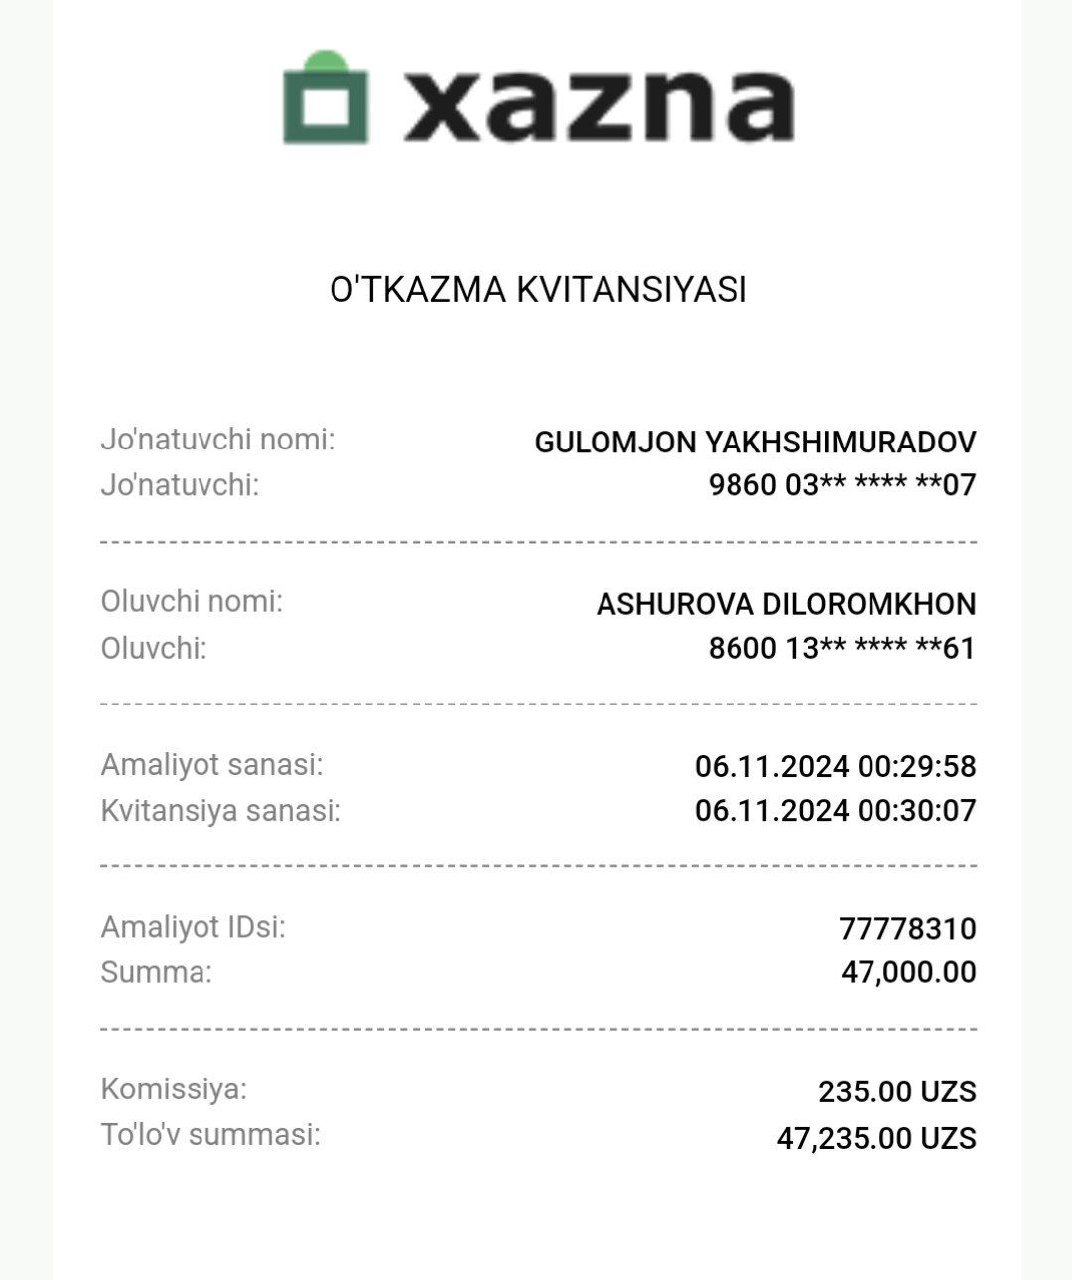 xazna
O'TKAZMA KVITANSIYASI
Jo'natuvchi nomi: GULOMJON YAKHSHIMURADOV
Jo'natuvchi: 9860 03** **** **07
Oluvchi nomi: ASHUROVA DILOROMKHON
Oluvchi: 8600 13** **** **61
Amaliyot sanasi: 06.11.2024 00:29:58
Kvitansiya sanasi: 06.11.2024 00:30:07
Amaliyot IDsi: 77778310
Summa: 47,000.00
Komissiya: 235.00 UZS
To'lo'v summasi: 47,235.00 UZS